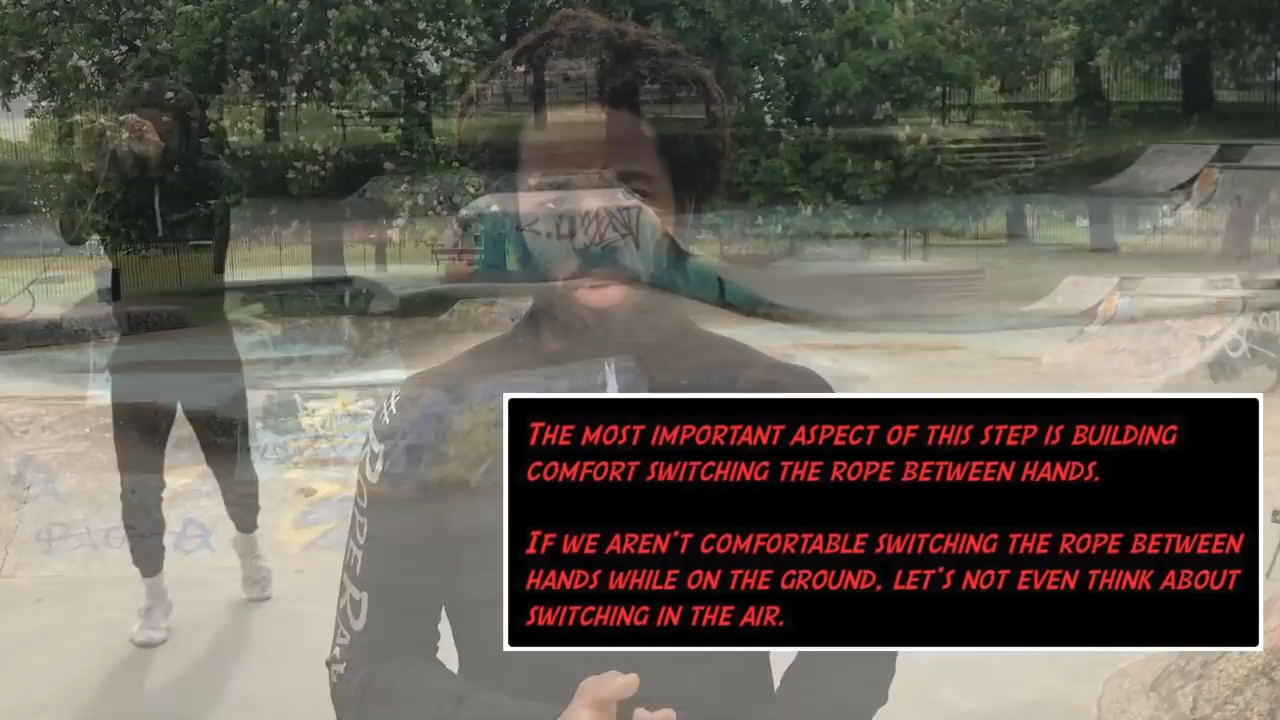 THE MOST IMPORTANT ASPECT OF THIS STEP IS BUILDING
COMFORT SWITCHING THE ROPE BETWEEN HANDS.
IF WE AREN'T COMFORTABLE SWITCHING THE ROPE BETWEEN
HANDS WHILE ON THE GROUND, LET'S NOT EVEN THINK ABOUT
SWITCHING IN THE AIR.